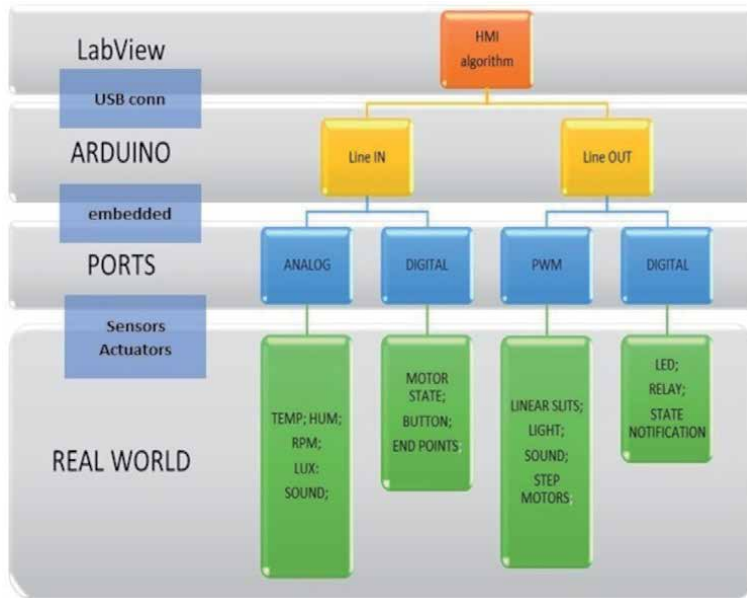 LabView
HMI
algorithm
USB conn
ARDUINO
Line IN
Line OUT
embedded
PORTS
ANALOG
DIGITAL
PWM
DIGITAL
Sensors
Actuators
REAL WORLD
TEMP; HUM;
RPM;
LUX:
SOUND;
MOTOR
STATE;
BUTTON;
END POINTS;
LINEAR SLITS;
LIGHT;
SOUND;
STEP
MOTORS;
LED;
RELAY;
STATE
NOTIFICATION